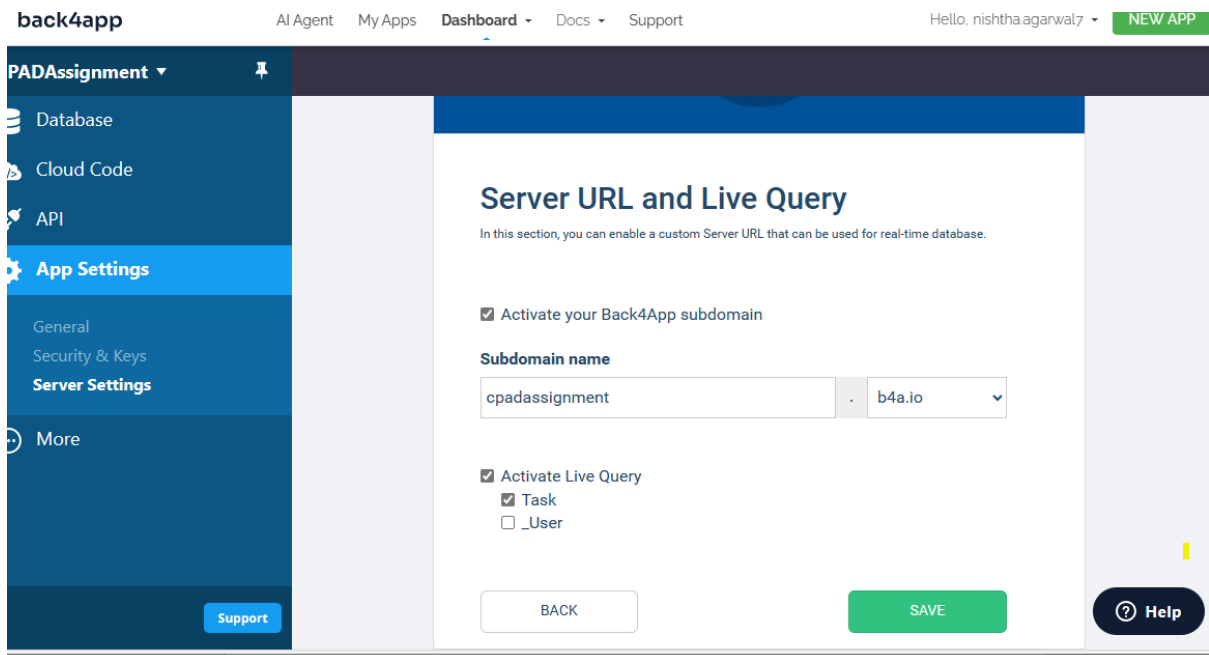 back4app AI Agent My Apps Dashboard Docs Support Hello, nishtha.agarwal7 NEW APP
PADAssignment
Database
Cloud Code
API
App Settings
General
Security & Keys
Server Settings
More
Support
Server URL and Live Query
In this section, you can enable a custom Server URL that can be used for real-time database.
Activate your Back4App subdomain
Subdomain name
cpadassignment . b4a.io
Activate Live Query
Task
_User
BACK SAVE
Help